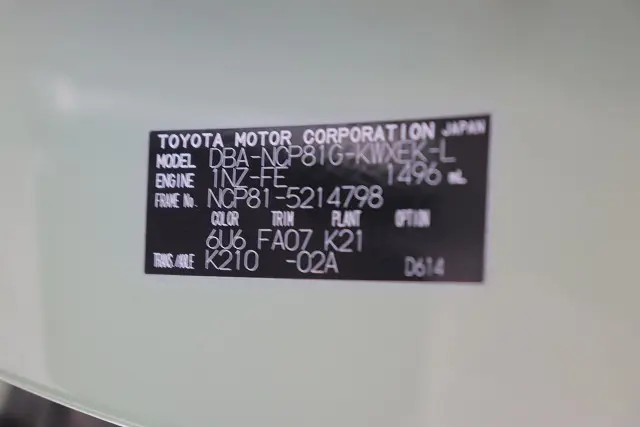 TOYOTA MOTOR CORPORATION JAPAN
MODEL DBA-NCP81G-KWXEK-L
ENGINE 1NZ-FE 1496 mL
FRAME No. NCP81-5214798
COLOR TRIM PLANT OPTION
6U6 FA07 K21
TRANS./AXLE K210 -02A D614